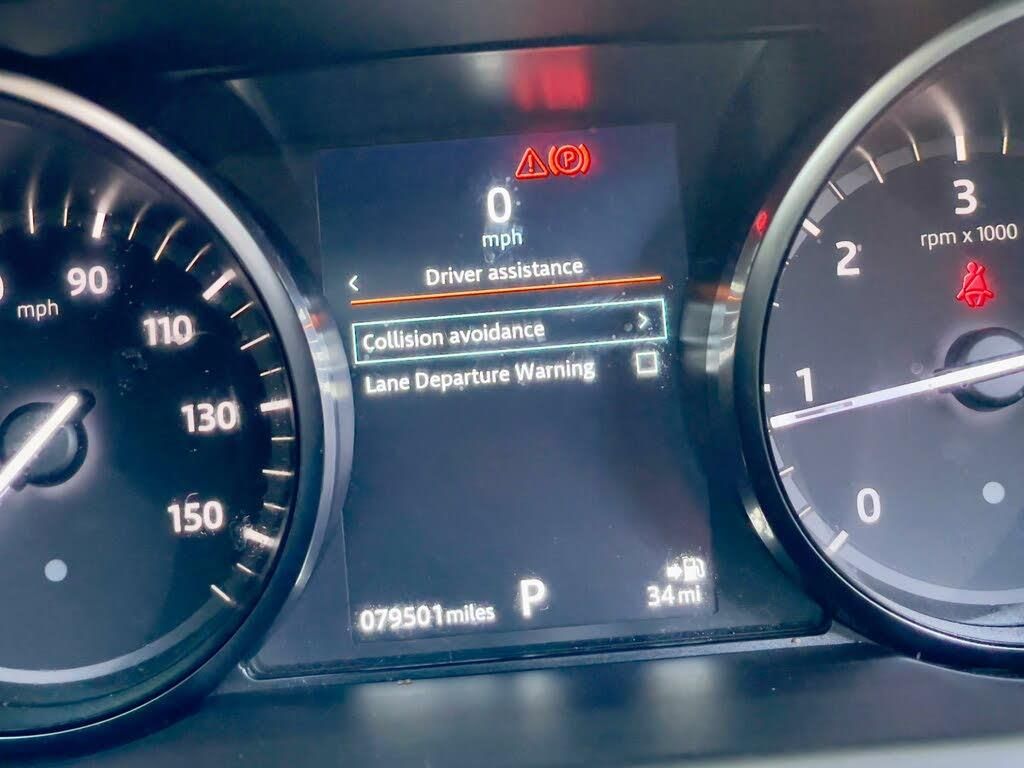 0
mph
Driver assistance
Collision avoidance
Lane Departure Warning
079501 miles
P
34 mi
90
mph
110
130
150
3
rpm x 1000
2
1
0
P